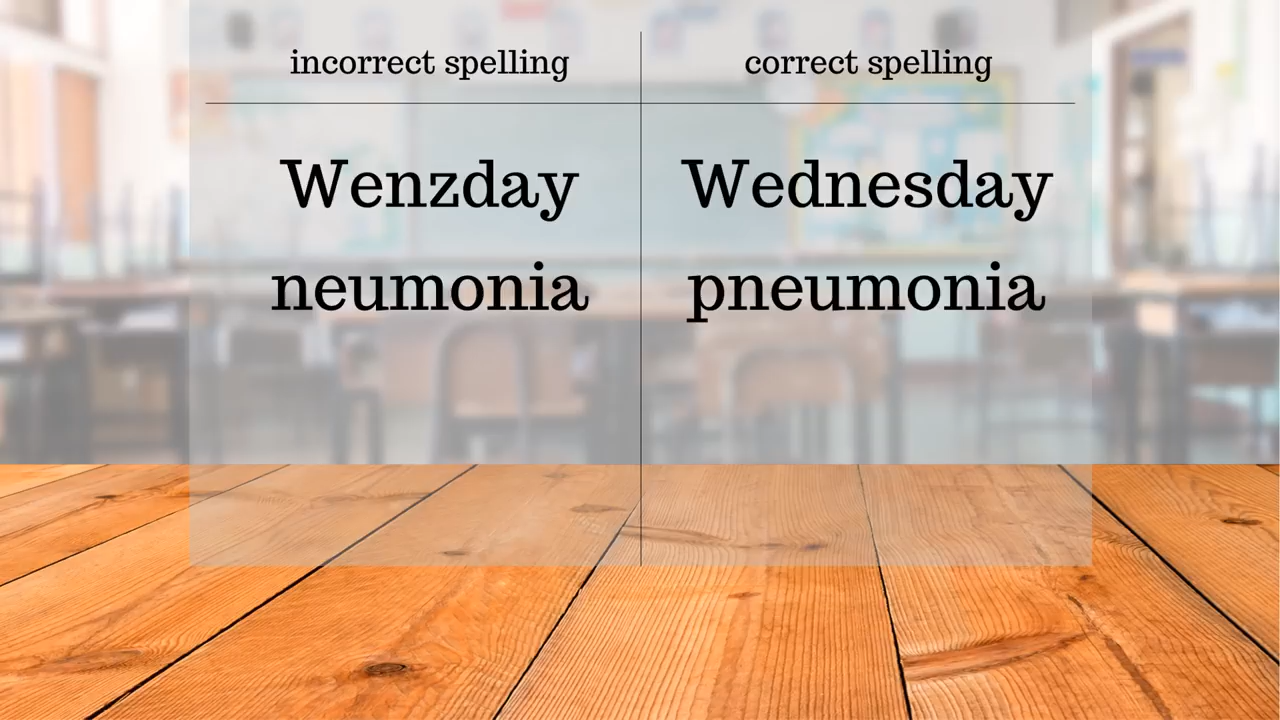 incorrect spelling correct spelling
Wenzday Wednesday
neumonia pneumonia